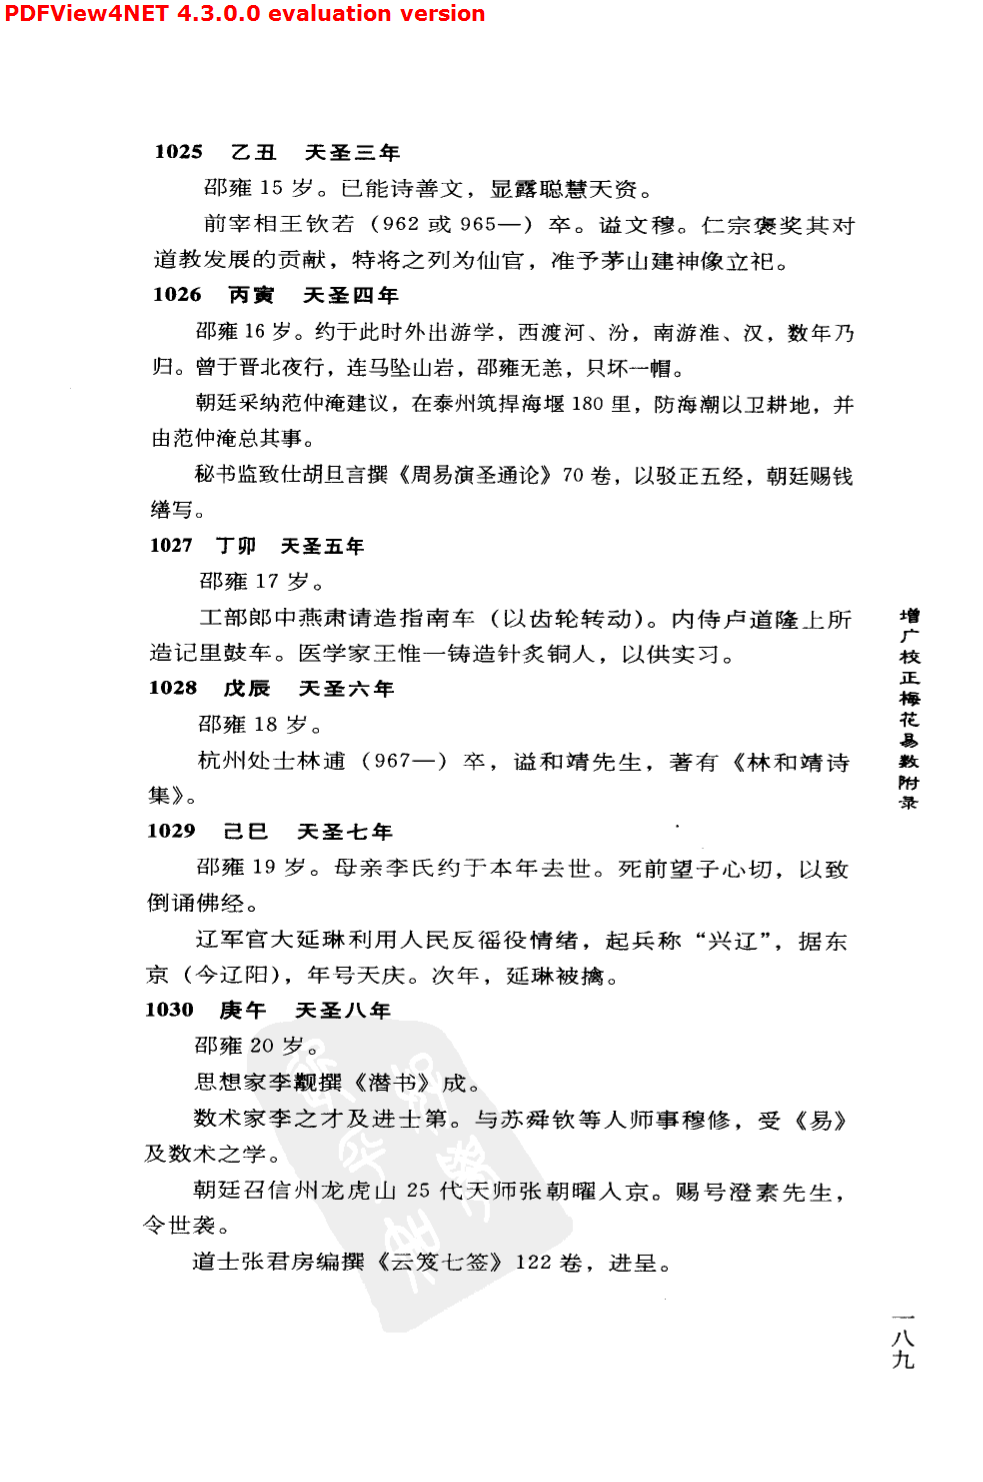 PDFView4NET 4.3.0.0 evaluation version
1025 乙丑 天圣三年
邵雍 15 岁。已能诗善文，显露聪慧天资。
前宰相王钦若（962 或 965—）卒。谥文穆。仁宗褒奖其对
道教发展的贡献，特将之列为仙官，准予茅山建神像立祀。
1026 丙寅 天圣四年
邵雍 16 岁。约于此时外出游学，西渡河、汾，南游淮、汉，数年乃
归。曾于晋北夜行，连马坠山岩，邵雍无恙，只坏一帽。
朝廷采纳范仲淹建议，在泰州筑捍海堰 180 里，防海潮以卫耕地，并
由范仲淹总其事。
秘书监致仕胡旦言撰《周易演圣通论》70 卷，以驳正五经，朝廷赐钱
缮写。
1027 丁卯 天圣五年
邵雍 17 岁。
工部郎中燕肃请造指南车（以齿轮转动）。内侍卢道隆上所
造记里鼓车。医学家王惟一铸造针炙铜人，以供实习。
1028 戊辰 天圣六年
邵雍 18 岁。
杭州处士林逋（967—）卒，谥和靖先生，著有《林和靖诗
集》。
1029 己巳 天圣七年
邵雍 19 岁。母亲李氏约于本年去世。死前望子心切，以致
倒诵佛经。
辽军官大延琳利用人民反徭役情绪，起兵称“兴辽”，据东
京（今辽阳），年号天庆。次年，延琳被擒。
1030 庚午 天圣八年
邵雍 20 岁。
思想家李觏撰《潜书》成。
数术家李之才及进士第。与苏舜钦等人师事穆修，受《易》
及数术之学。
朝廷召信州龙虎山 25 代天师张朝曜入京。赐号澄素先生，
令世袭。
道士张君房编撰《云笈七签》122 卷，进呈。
增广校正梅花易数附录
一八九